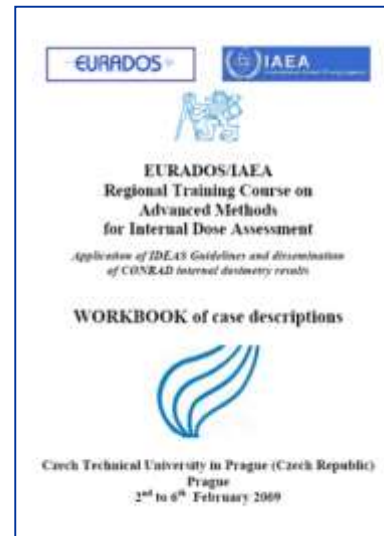 EURADOS
IAEA
EURADOS/IAEA
Regional Training Course on
Advanced Methods
for Internal Dose Assessment
Application of IDEAS Guidelines and dissemination
of CONRAD internal dosimetry results
WORKBOOK of case descriptions
Czech Technical University in Prague (Czech Republic)
Prague
2nd to 6th February 2009